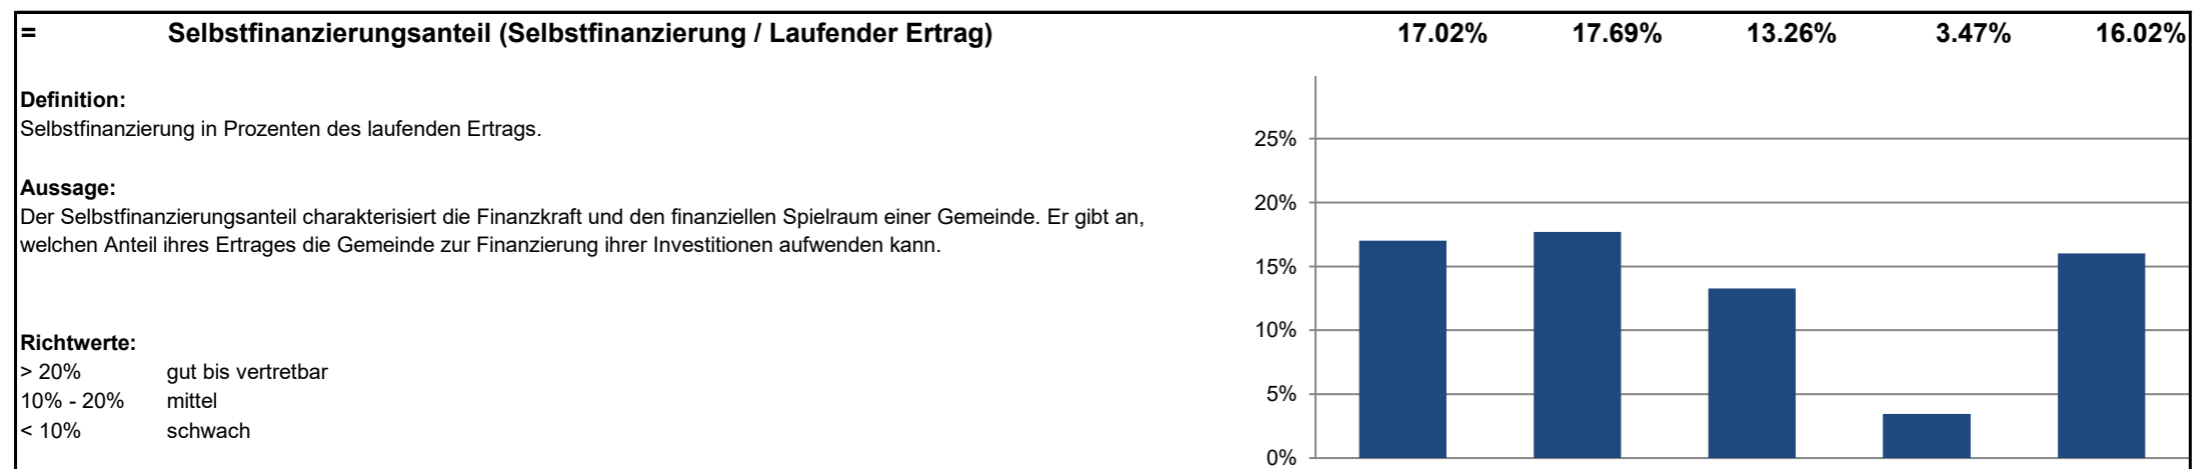 = Selbstfinanzierungsanteil (Selbstfinanzierung / Laufender Ertrag) 17.02% 17.69% 13.26% 3.47% 16.02%
Definition:
Selbstfinanzierung in Prozenten des laufenden Ertrags.
Aussage:
Der Selbstfinanzierungsanteil charakterisiert die Finanzkraft und den finanziellen Spielraum einer Gemeinde. Er gibt an,
welchen Anteil ihres Ertrages die Gemeinde zur Finanzierung ihrer Investitionen aufwenden kann.
Richtwerte:
> 20% gut bis vertretbar
10% - 20% mittel
< 10% schwach
25%
20%
15%
10%
5%
0%